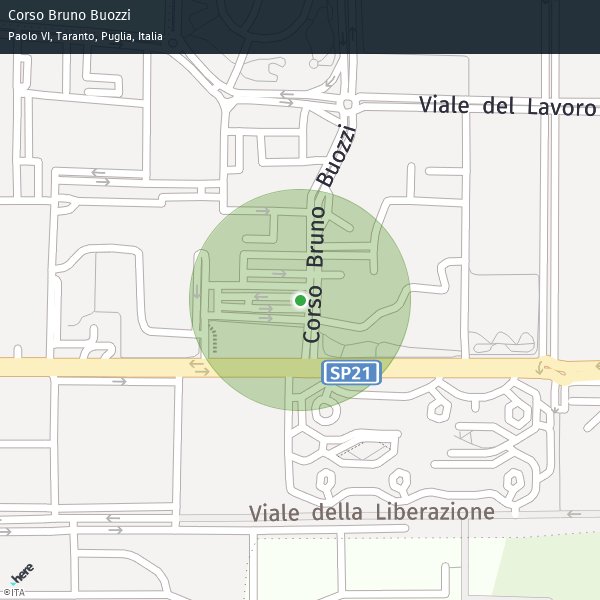 Corso Bruno Buozzi
Paolo VI, Taranto, Puglia, Italia
Viale del Lavoro
Corso Bruno Buozzi
SP21
Viale della Liberazione
here
©ITA